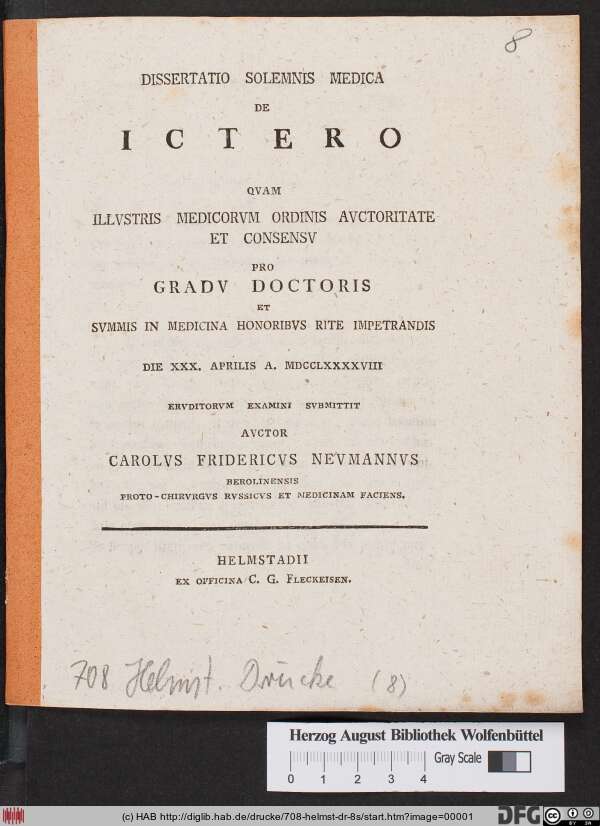 8
DISSERTATIO SOLEMNIS MEDICA
DE
ICTERO
QVAM
ILLVSTRIS MEDICORVM ORDINIS AVCTORITATE
ET CONSENSV
PRO
GRADV DOCTORIS
ET
SVMMIS IN MEDICINA HONORIBVS RITE IMPETRANDIS
DIE XXX. APRILIS A. MDCCLXXXXVIII
ERVDITORVM EXAMINI SVBMITTIT
AVCTOR
CAROLVS FRIDERICVS NEVMANNVS
BEROLINENSIS
PROTO-CHIRVRGVS RVSSICVS ET MEDICINAM FACIENS.
HELMSTADII
EX OFFICINA C. G. FLECKEISEN.
708 Helmst. Drucke (8)
Herzog August Bibliothek Wolfenbüttel
Gray Scale
0 1 2 3 4
(c) HAB http://diglib.hab.de/drucke/708-helmst-dr-8s/start.htm?image=00001
DFG
cc BY SA